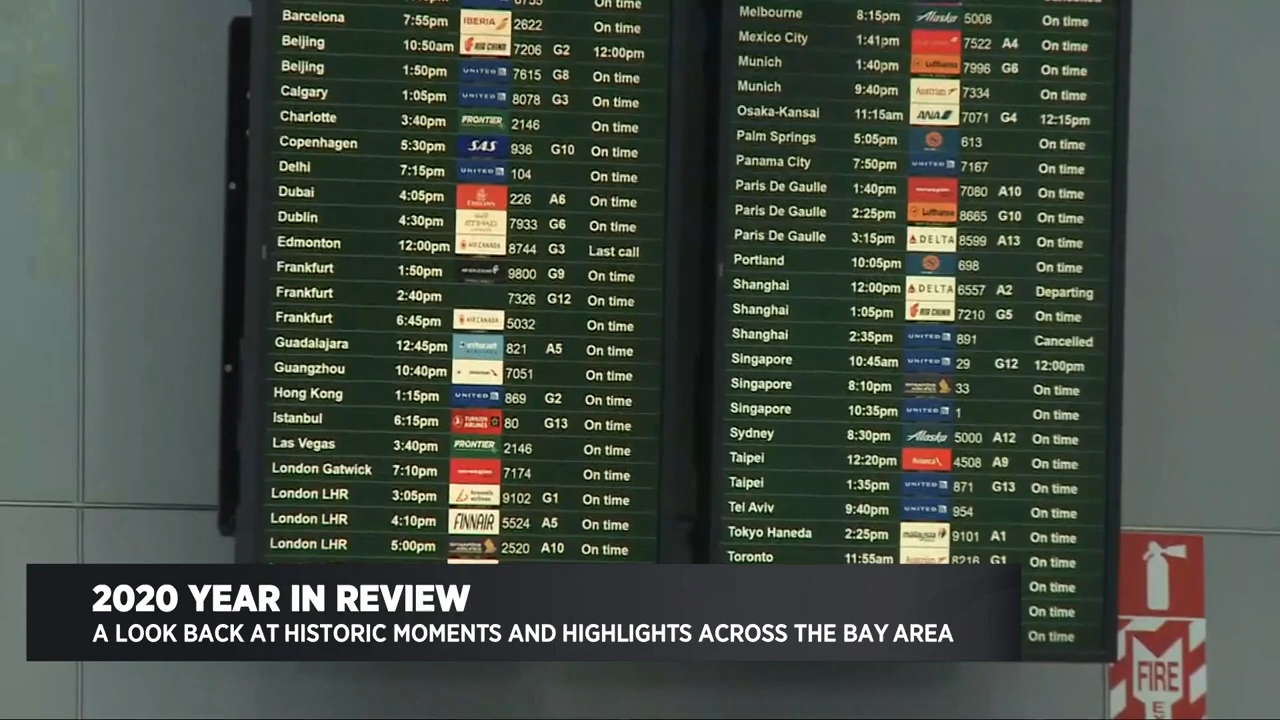 6755 On time
Barcelona 7:55pm IBERIA 2622 On time
Beijing 10:50am AIR CHINA 7206 G2 12:00pm
Beijing 1:50pm UNITED 7615 G8 On time
Calgary 1:05pm UNITED 8078 G3 On time
Charlotte 3:40pm FRONTIER 2146 On time
Copenhagen 5:30pm SAS 936 G10 On time
Delhi 7:15pm UNITED 104 On time
Dubai 4:05pm Emirates 226 A6 On time
Dublin 4:30pm ETIHAD 7933 G6 On time
Edmonton 12:00pm AIR CANADA 8744 G3 Last call
Frankfurt 1:50pm 9800 G9 On time
Frankfurt 2:40pm 7326 G12 On time
Frankfurt 6:45pm AIR CANADA 5032 On time
Guadalajara 12:45pm 821 A5 On time
Guangzhou 10:40pm American 7051 On time
Hong Kong 1:15pm UNITED 869 G2 On time
Istanbul 6:15pm TURKISH AIRLINES 80 G13 On time
Las Vegas 3:40pm FRONTIER 2146 On time
London Gatwick 7:10pm norwegian 7174 On time
London LHR 3:05pm brussels airlines 9102 G1 On time
London LHR 4:10pm FINNAIR 5524 A5 On time
London LHR 5:00pm SINGAPORE AIRLINES 2520 A10 On time
Melbourne 8:15pm Alaska 5008 On time
Mexico City 1:41pm 7522 A4 On time
Munich 1:40pm Lufthansa 7996 G6 On time
Munich 9:40pm Austrian 7334 On time
Osaka-Kansai 11:15am ANA 7071 G4 12:15pm
Palm Springs 5:05pm 613 On time
Panama City 7:50pm UNITED 7167 On time
Paris De Gaulle 1:40pm norwegian 7080 A10 On time
Paris De Gaulle 2:25pm Lufthansa 8665 G10 On time
Paris De Gaulle 3:15pm DELTA 8599 A13 On time
Portland 10:05pm 698 On time
Shanghai 12:00pm DELTA 6557 A2 Departing
Shanghai 1:05pm AIR CHINA 7210 G5 On time
Shanghai 2:35pm UNITED 891 Cancelled
Singapore 10:45am UNITED 29 G12 12:00pm
Singapore 8:10pm SINGAPORE AIRLINES 33 On time
Singapore 10:35pm UNITED 1 On time
Sydney 8:30pm Alaska 5000 A12 On time
Taipei 12:20pm Avianca 4508 A9 On time
Taipei 1:35pm UNITED 871 G13 On time
Tel Aviv 9:40pm UNITED 954 On time
Tokyo Haneda 2:25pm malaysia 9101 A1 On time
Toronto 11:55am Austrian 8216 G1 On time
On time
On time
On time
2020 YEAR IN REVIEW
A LOOK BACK AT HISTORIC MOMENTS AND HIGHLIGHTS ACROSS THE BAY AREA
FIRE
E